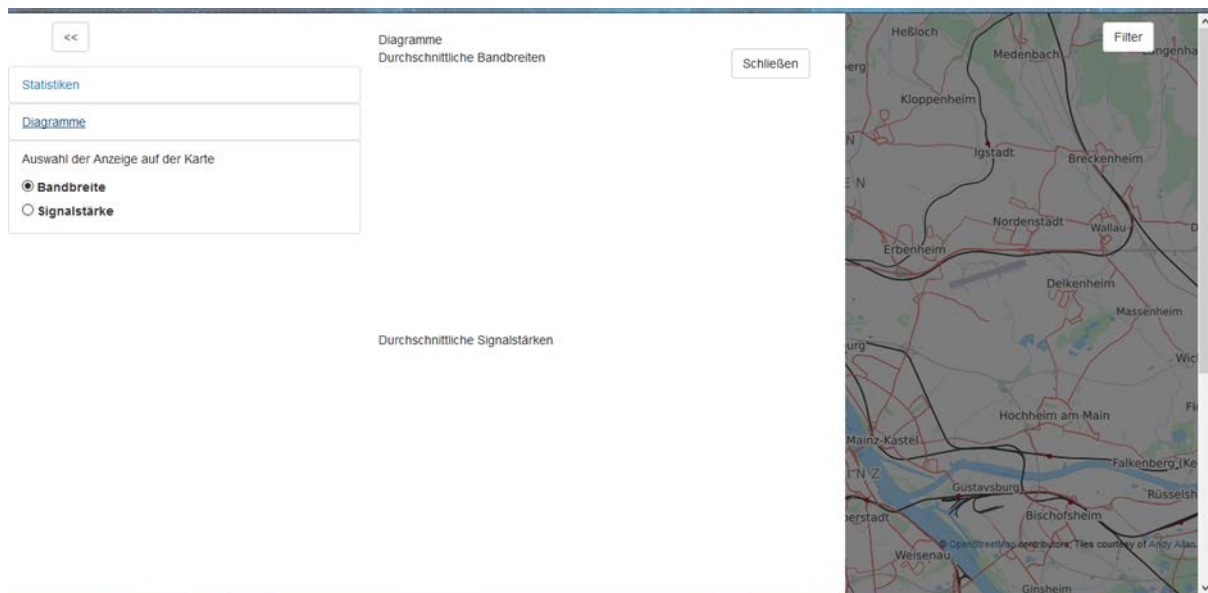 <<
Statistiken
Diagramme
Auswahl der Anzeige auf der Karte
Bandbreite
Signalstärke
Diagramme
Durchschnittliche Bandbreiten
Schließen
Durchschnittliche Signalstärken
Filter
Heßloch
Medenbach
Kloppenheim
Igstadt
Breckenheim
Nordenstadt
Wallau
Erbenheim
Delkenheim
Massenheim
Hochheim am Main
Mainz-Kastel
Falkenberg (Ke
Gustavsburg
Rüsselsh
Bischofsheim
© OpenStreetMap contributors, Tiles courtesy of Andy Allan
Weisenau
Ginsheim